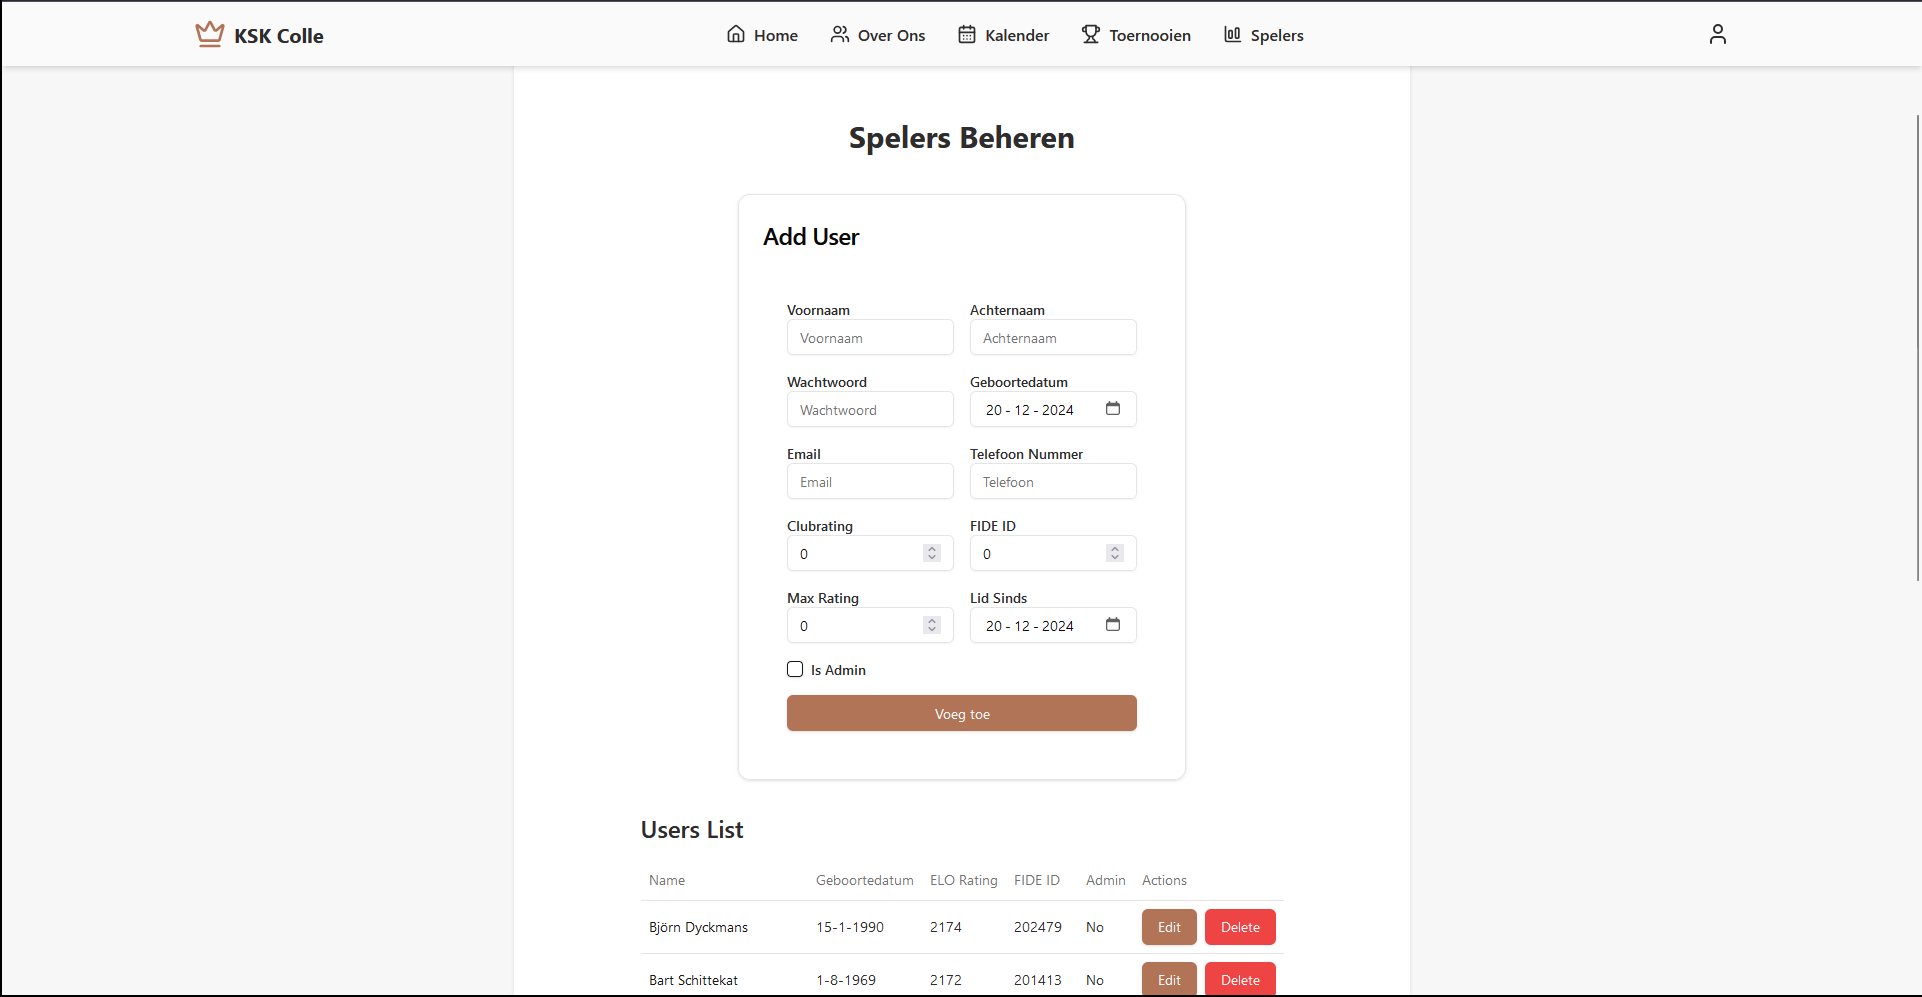 KSK Colle Home Over Ons Kalender Toernooien Spelers
Spelers Beheren
Add User
Voornaam Achternaam
Voornaam Achternaam
Wachtwoord Geboortedatum
Wachtwoord 20 - 12 - 2024
Email Telefoon Nummer
Email Telefoon
Clubrating FIDE ID
0 0
Max Rating Lid Sinds
0 20 - 12 - 2024
Is Admin
Voeg toe
Users List
Name Geboortedatum ELO Rating FIDE ID Admin Actions
Björn Dyckmans 15-1-1990 2174 202479 No Edit Delete
Bart Schittekat 1-8-1969 2172 201413 No Edit Delete